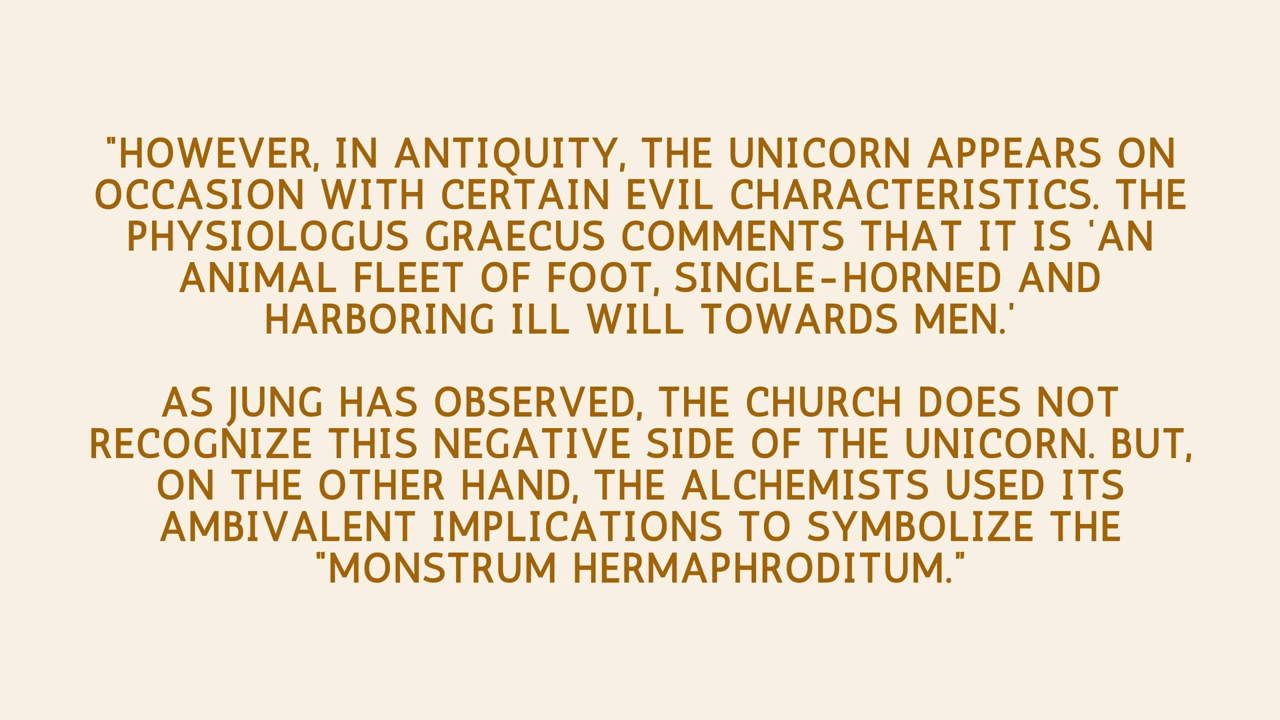 "HOWEVER, IN ANTIQUITY, THE UNICORN APPEARS ON
OCCASION WITH CERTAIN EVIL CHARACTERISTICS. THE
PHYSIOLOGUS GRAECUS COMMENTS THAT IT IS 'AN
ANIMAL FLEET OF FOOT, SINGLE-HORNED AND
HARBORING ILL WILL TOWARDS MEN.'
AS JUNG HAS OBSERVED, THE CHURCH DOES NOT
RECOGNIZE THIS NEGATIVE SIDE OF THE UNICORN. BUT,
ON THE OTHER HAND, THE ALCHEMISTS USED ITS
AMBIVALENT IMPLICATIONS TO SYMBOLIZE THE
"MONSTRUM HERMAPHRODITUM."